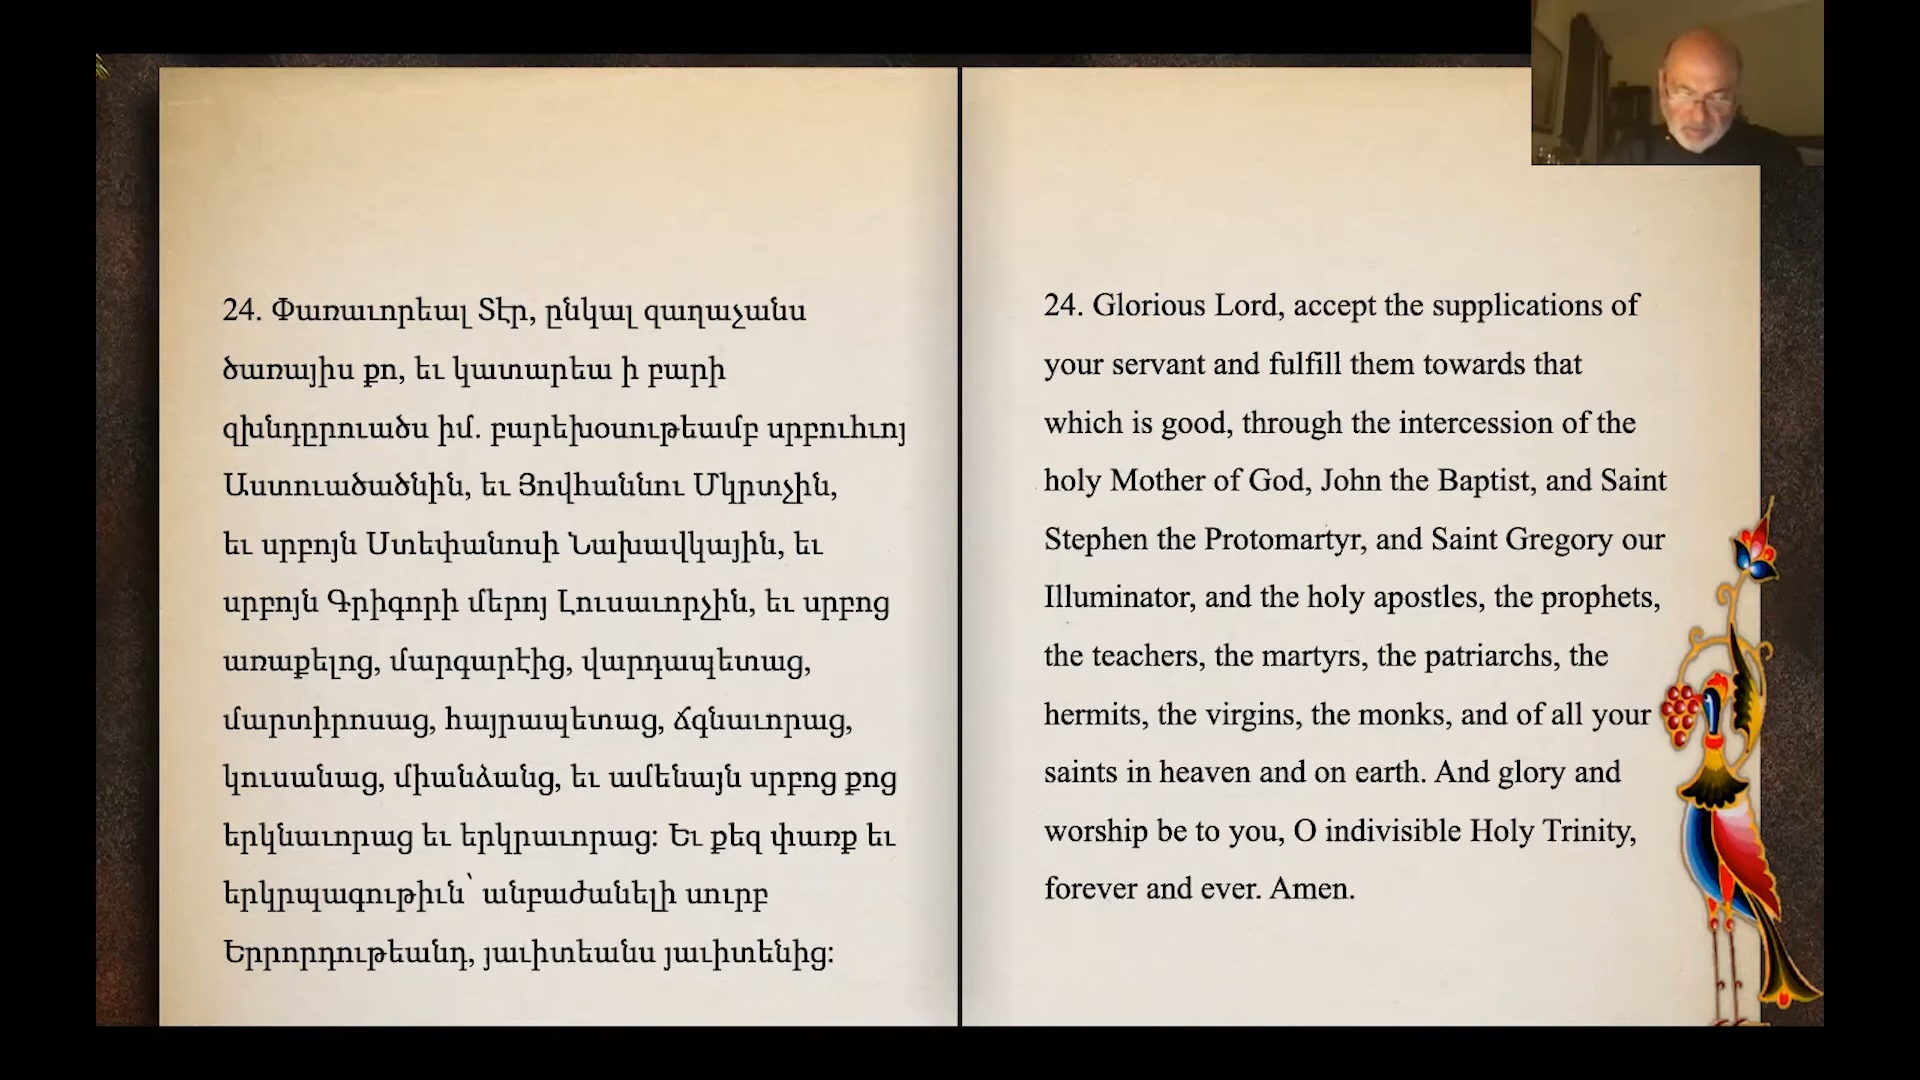 24. Փառաւորեալ Տէր, ընկալ զաղաչանս
ծառայիս քո, եւ կատարեա ի բարի
զխնդըրուածս իմ. բարեխօսութեամբ սրբուհւոյ
Աստուածածնին, եւ Յովհաննու Մկրտչին,
եւ սրբոյն Ստեփանոսի Նախավկային, եւ
սրբոյն Գրիգորի մերոյ Լուսաւորչին, եւ սրբոց
առաքելոց, մարգարէից, վարդապետաց,
մարտիրոսաց, հայրապետաց, ճգնաւորաց,
կուսանաց, միանձանց, եւ ամենայն սրբոց քոց
երկնաւորաց եւ երկրաւորաց: Եւ քեզ փառք եւ
երկրպագութիւն՝ անբաժանելի սուրբ
Երրորդութեանդ, յաւիտեանս յաւիտենից:
24. Glorious Lord, accept the supplications of
your servant and fulfill them towards that
which is good, through the intercession of the
holy Mother of God, John the Baptist, and Saint
Stephen the Protomartyr, and Saint Gregory our
Illuminator, and the holy apostles, the prophets,
the teachers, the martyrs, the patriarchs, the
hermits, the virgins, the monks, and of all your
saints in heaven and on earth. And glory and
worship be to you, O indivisible Holy Trinity,
forever and ever. Amen.